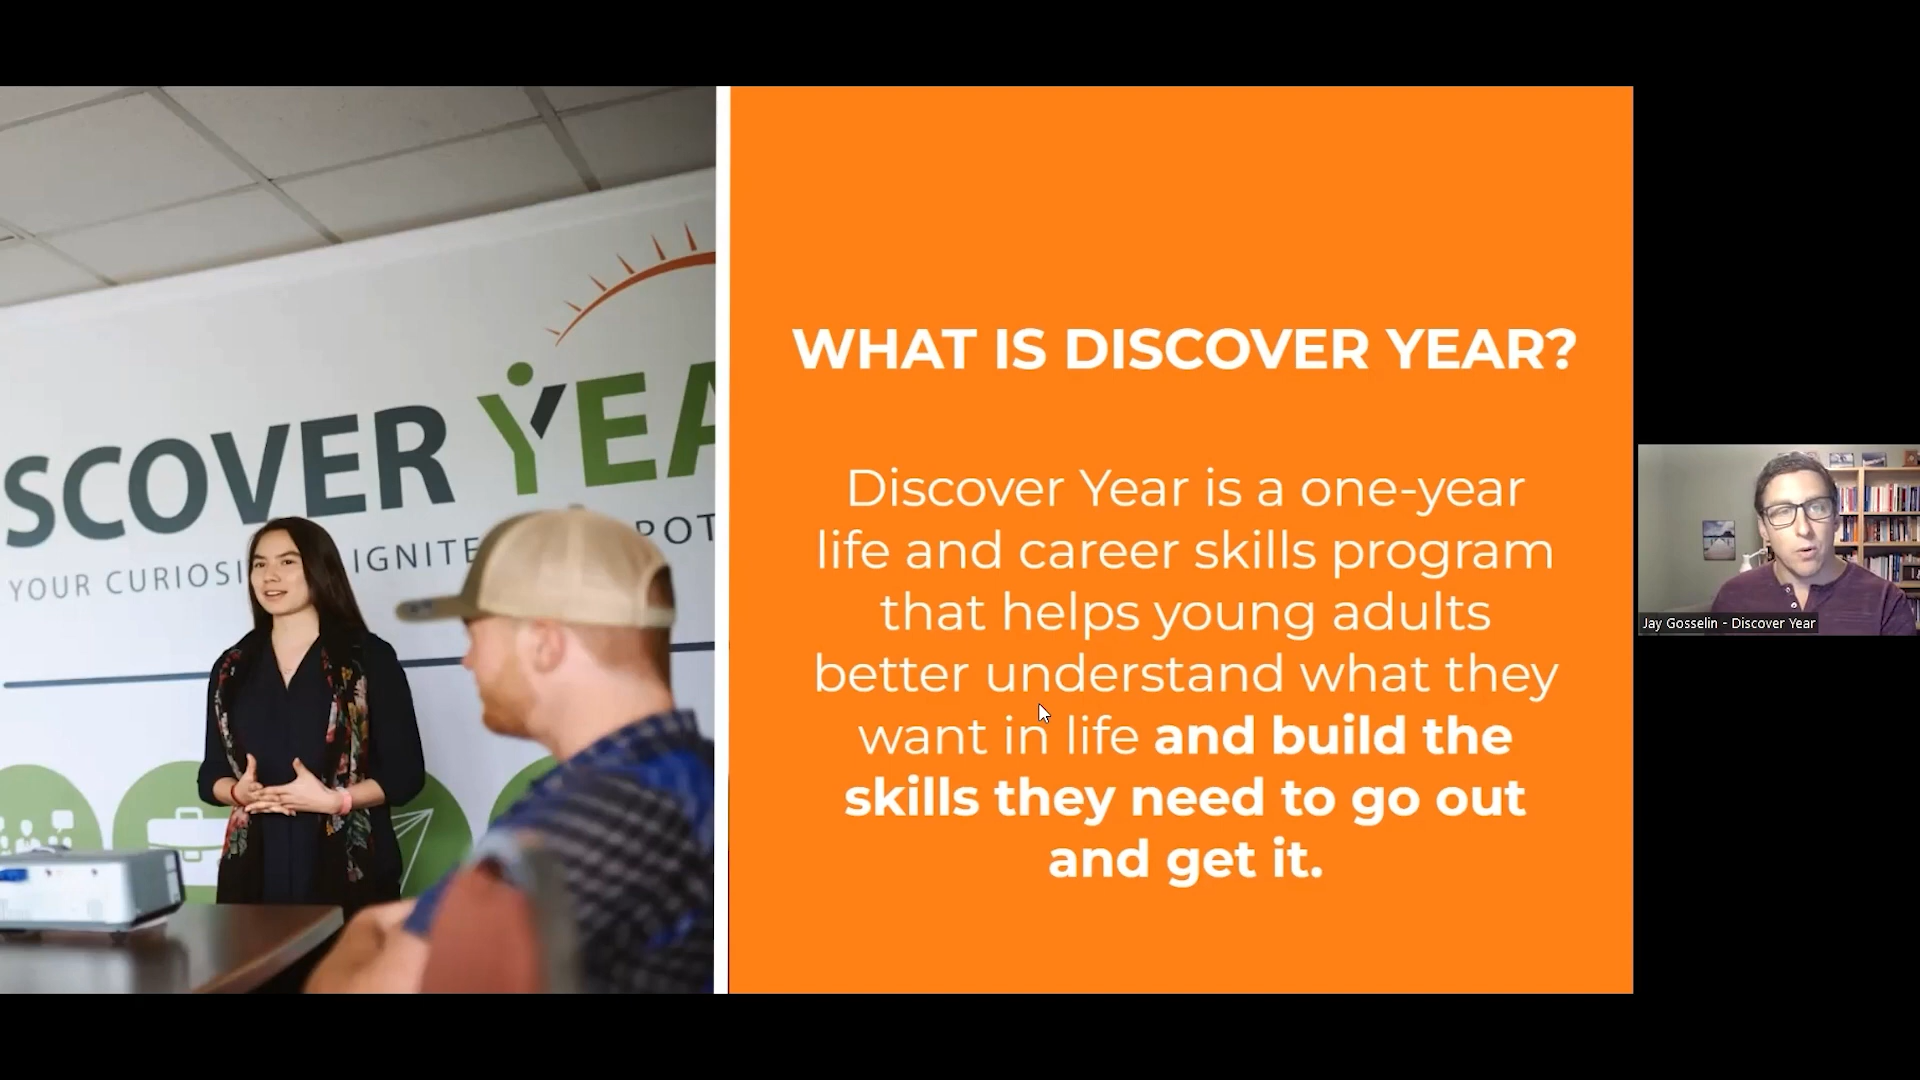 SCOVER YEA
YOUR CURIOSI IGNITE POT
WHAT IS DISCOVER YEAR?
Discover Year is a one-year
life and career skills program
that helps young adults
better understand what they
want in life and build the
skills they need to go out
and get it.
Jay Gosselin - Discover Year